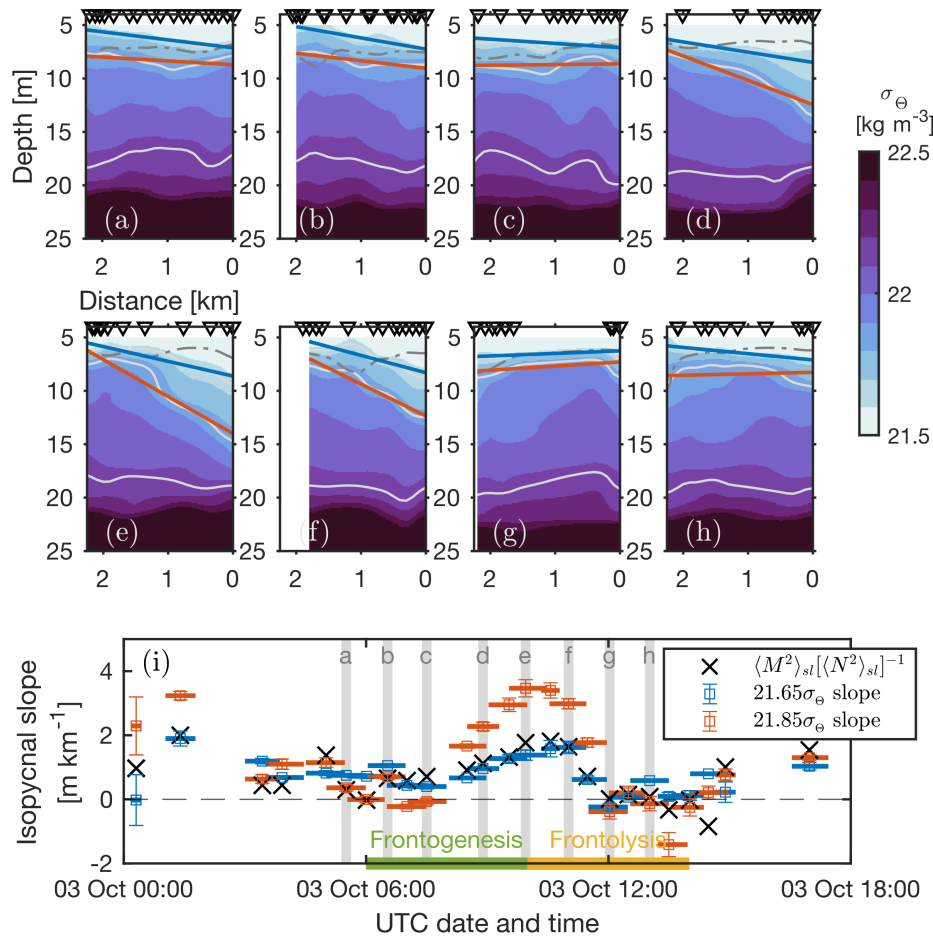 5
10
15
20
25
Depth [m]
(a)
2
1
0
5
10
15
20
25
(b)
2
1
0
5
10
15
20
25
(c)
2
1
0
5
10
15
20
25
(d)
2
1
0
σ_Θ
[kg m⁻³]
22.5
22
21.5
Distance [km]
5
10
15
20
25
(e)
2
1
0
5
10
15
20
25
(f)
2
1
0
5
10
15
20
25
(g)
2
1
0
5
10
15
20
25
(h)
2
1
0
Isopycnal slope
[m km⁻¹]
4
2
0
-2
(i)
a
b
c
d
e
f
g
h
⟨M²⟩_sl[⟨N²⟩_sl]⁻¹
21.65σ_Θ slope
21.85σ_Θ slope
Frontogenesis
Frontolysis
03 Oct 00:00
03 Oct 06:00
03 Oct 12:00
03 Oct 18:00
UTC date and time